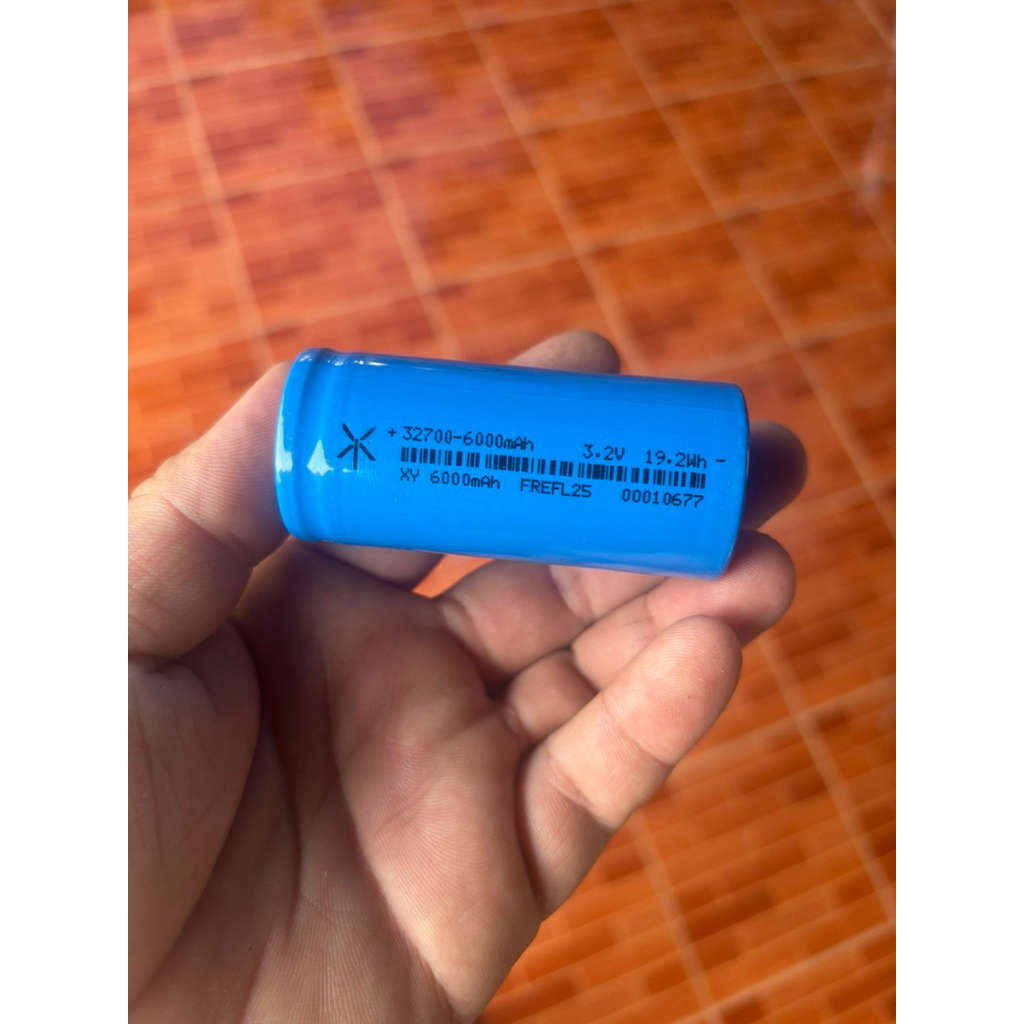 + 32700-6000mAh 3.2V 19.2Wh -
XY 6000mAh FREFL25 00010677